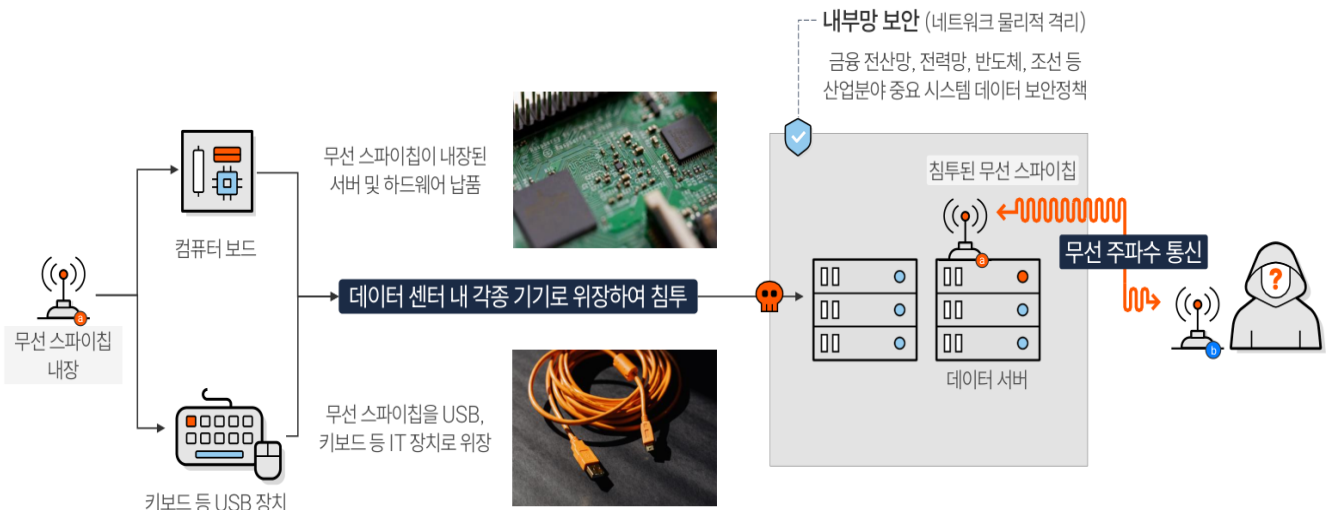 내부망 보안 (네트워크 물리적 격리)
금융 전산망, 전력망, 반도체, 조선 등
산업분야 중요 시스템 데이터 보안정책
무선 스파이칩이 내장된
서버 및 하드웨어 납품
침투된 무선 스파이칩
컴퓨터 보드
무선 주파수 통신
a
a
?
데이터 센터 내 각종 기기로 위장하여 침투
무선 스파이칩
내장
b
데이터 서버
무선 스파이칩을 USB,
키보드 등 IT 장치로 위장
키보드 등 USB 장치